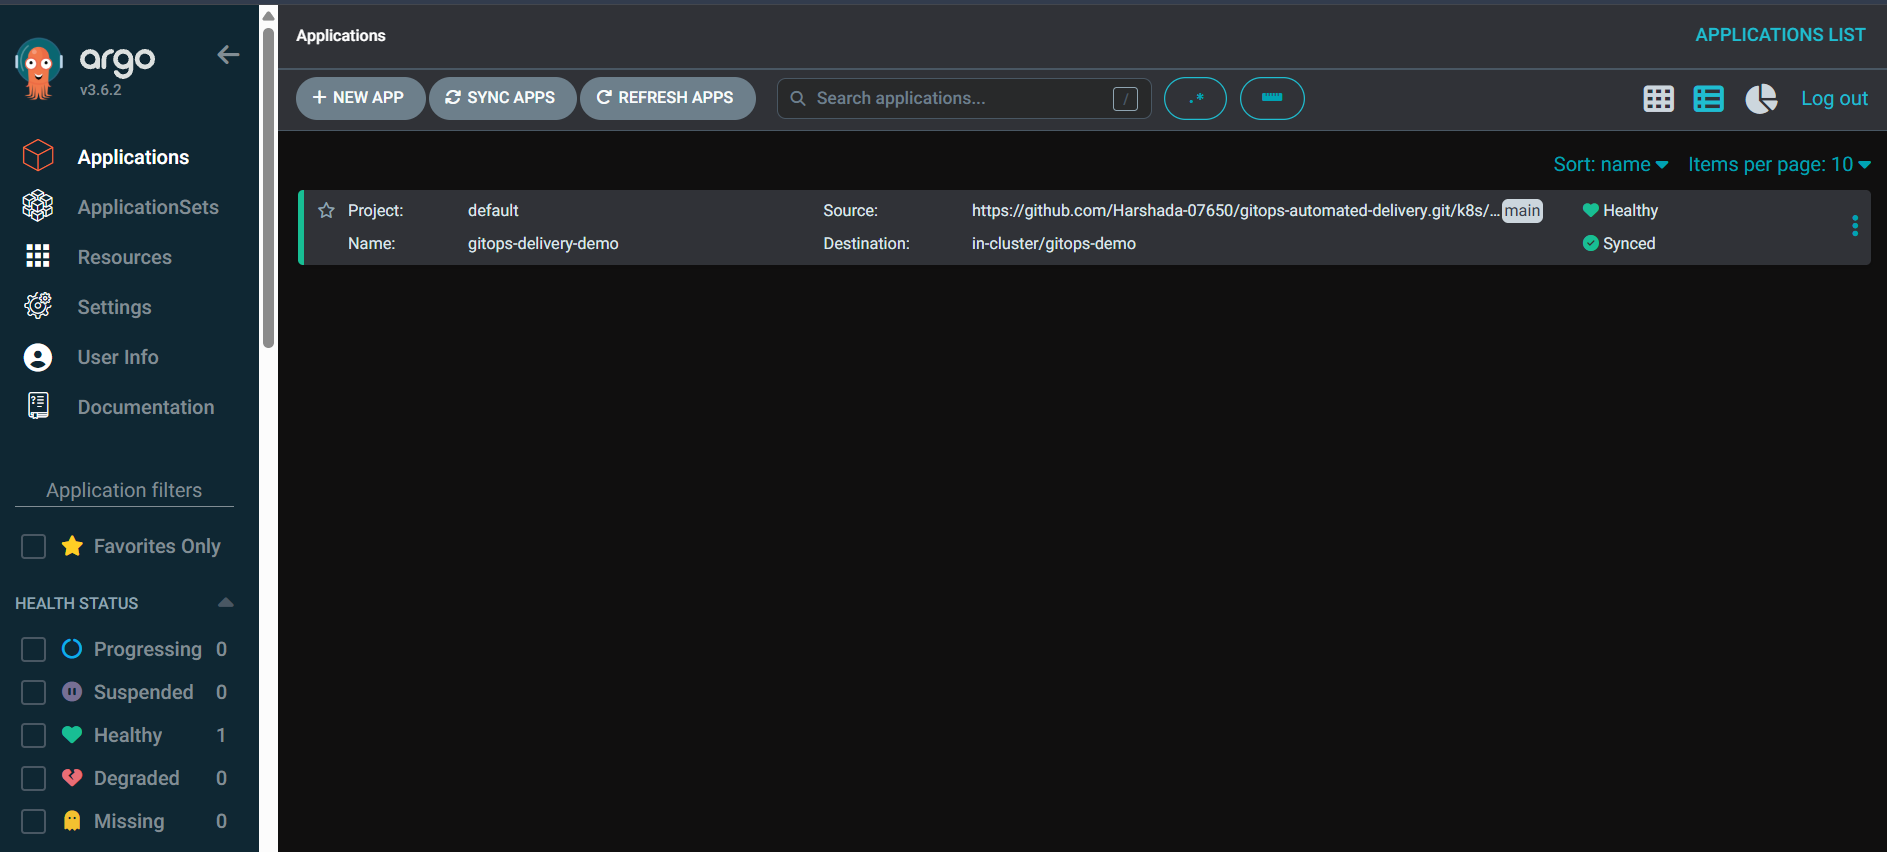 argo
v3.6.2
Applications
ApplicationSets
Resources
Settings
User Info
Documentation
Application filters
Favorites Only
HEALTH STATUS
Progressing 0
Suspended 0
Healthy 1
Degraded 0
Missing 0
Applications
APPLICATIONS LIST
+ NEW APP SYNC APPS REFRESH APPS Search applications... / .* Log out
Sort: name Items per page: 10
Project: default Source: https://github.com/Harshada-07650/gitops-automated-delivery.git/k8s/... main Healthy
Name: gitops-delivery-demo Destination: in-cluster/gitops-demo Synced